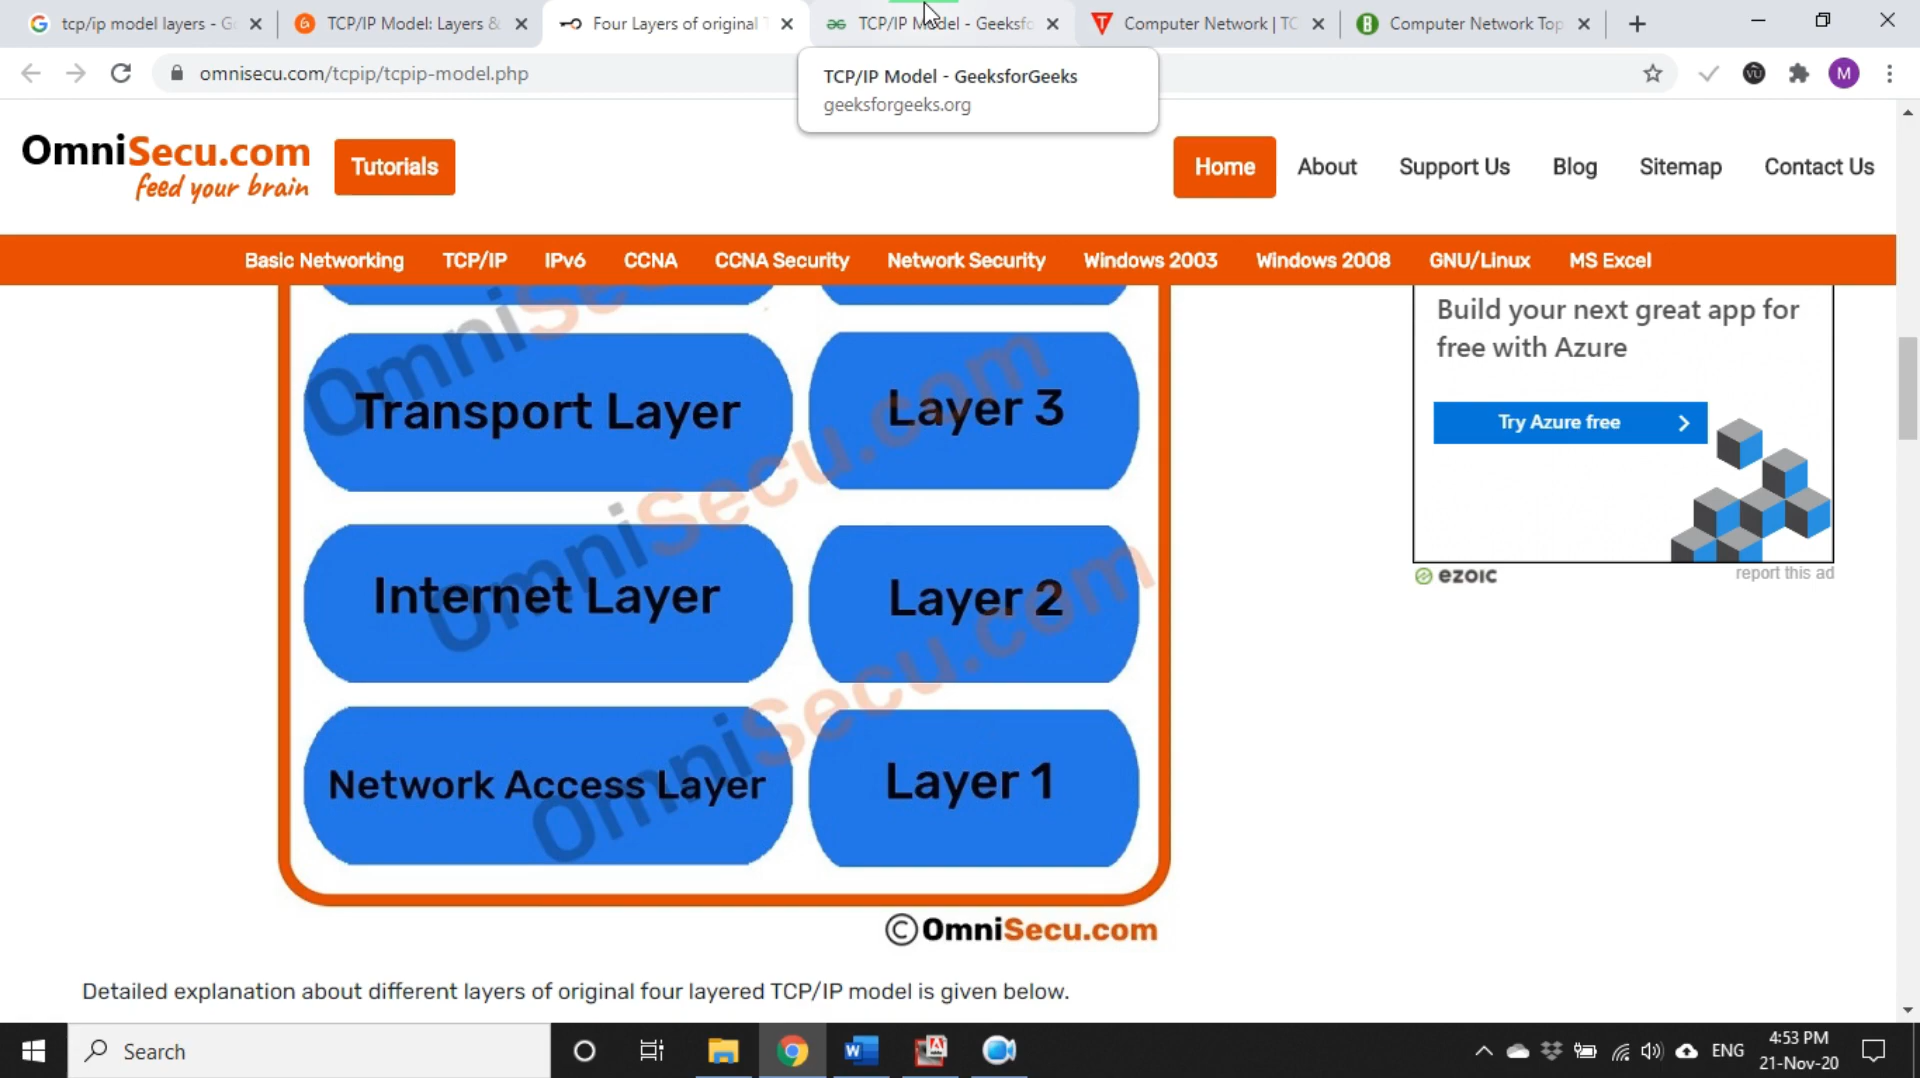 tcp/ip model layers - G
TCP/IP Model: Layers &
Four Layers of original
TCP/IP Model - Geeksfo
Computer Network | TC
Computer Network Top
omnisecu.com/tcpip/tcpip-model.php
VU
M
TCP/IP Model - GeeksforGeeks
geeksforgeeks.org
OmniSecu.com
feed your brain
Tutorials
Home
About
Support Us
Blog
Sitemap
Contact Us
Basic Networking
TCP/IP
IPv6
CCNA
CCNA Security
Network Security
Windows 2003
Windows 2008
GNU/Linux
MS Excel
Transport Layer
Layer 3
Internet Layer
Layer 2
Network Access Layer
Layer 1
OmniSecu.com
OmniSecu.com
©OmniSecu.com
Build your next great app for
free with Azure
Try Azure free
ezoic
report this ad
Detailed explanation about different layers of original four layered TCP/IP model is given below.
Search
ENG
4:53 PM
21-Nov-20